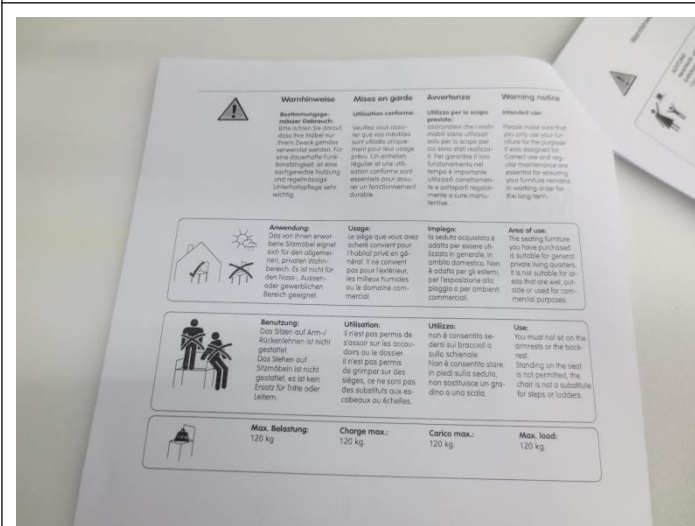 Warnhinweise
Bestimmungsge-
mässer Gebrauch:
Bitte achten Sie darauf,
dass Ihre Möbel nur
ihrem Zweck gemäss
verwendet werden. Für
eine dauerhafte Funk-
tionsfähigkeit, ist eine
sachgerechte Nutzung
und regelmässige
Unterhaltspflege sehr
wichtig.
Mises en garde
Utilisation conforme:
Veuillez vous assu-
rer que vos meubles
sont utilisés unique-
ment pour leur usage
prévu. Un entretien
régulier et une utili-
sation conforme sont
essentiels pour assu-
rer un fonctionnement
durable.
Avvertenze
Utilizzo per lo scopo
previsto:
assicuratevi che i vostri
mobili siano utilizzati
solo per lo scopo per
cui sono stati realizza-
ti. Per garantire il loro
funzionamento nel
tempo è importante
utilizzarli correttamen-
te e sottoporli regolar-
mente a cure manu-
tentive.
Warning notice
Intended use:
Please make sure that
you only use your fur-
niture for the purpose
it was designed for.
Correct use and regu-
lar maintenance are
essential for ensuring
your furniture remains
in working order for
the long-term.
Anwendung:
Das von Ihnen erwor-
bene Sitzmöbel eignet
sich für den allgemei-
nen, privaten Wohn-
bereich. Es ist nicht für
den Nass-, Aussen-
oder gewerblichen
Bereich geeignet.
Usage:
Le siège que vous avez
acheté convient pour
l'habitat privé en gé-
néral. Il ne convient
pas pour l'extérieur,
les milieux humides
ou le domaine com-
mercial.
Impiego:
la seduta acquistata è
adatta per essere uti-
lizzata in generale, in
ambito domestico. Non
è adatta per gli esterni,
per l'esposizione alla
pioggia o per ambienti
commerciali.
Area of use:
The seating furniture
you have purchased
is suitable for general
private living quarters.
It is not suitable for ar-
eas that are wet, out-
side or used for com-
mercial purposes.
Benutzung:
Das Sitzen auf Arm-/
Rückenlehnen ist nicht
gestattet.
Das Stehen auf
Sitzmöbeln ist nicht
gestattet, es ist kein
Ersatz für Tritte oder
Leitern.
Utilisation:
Il n'est pas permis de
s'assoir sur les accou-
doirs ou le dossier.
Il n'est pas permis
de grimper sur des
sièges, ce ne sont pas
des substituts aux es-
cabeaux ou échelles.
Utilizzo:
non è consentito se-
dersi sui braccioli o
sullo schienale.
Non è consentito stare
in piedi sulla seduta,
non sostituisce un gra-
dino o una scala.
Use:
You must not sit on the
armrests or the back-
rest.
Standing on the seat
is not permitted, the
chair is not a substitute
for steps or ladders.
Max. Belastung:
120 kg
Charge max.:
120 kg.
Carico max.:
120 kg.
Max. load:
120 kg.
ACHTUNG